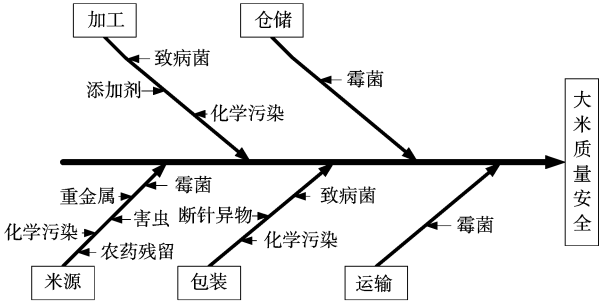 加工
仓储
致病菌
添加剂
化学污染
霉菌
大米质量安全
重金属
霉菌
害虫
化学污染
农药残留
断针异物
致病菌
化学污染
霉菌
米源
包装
运输